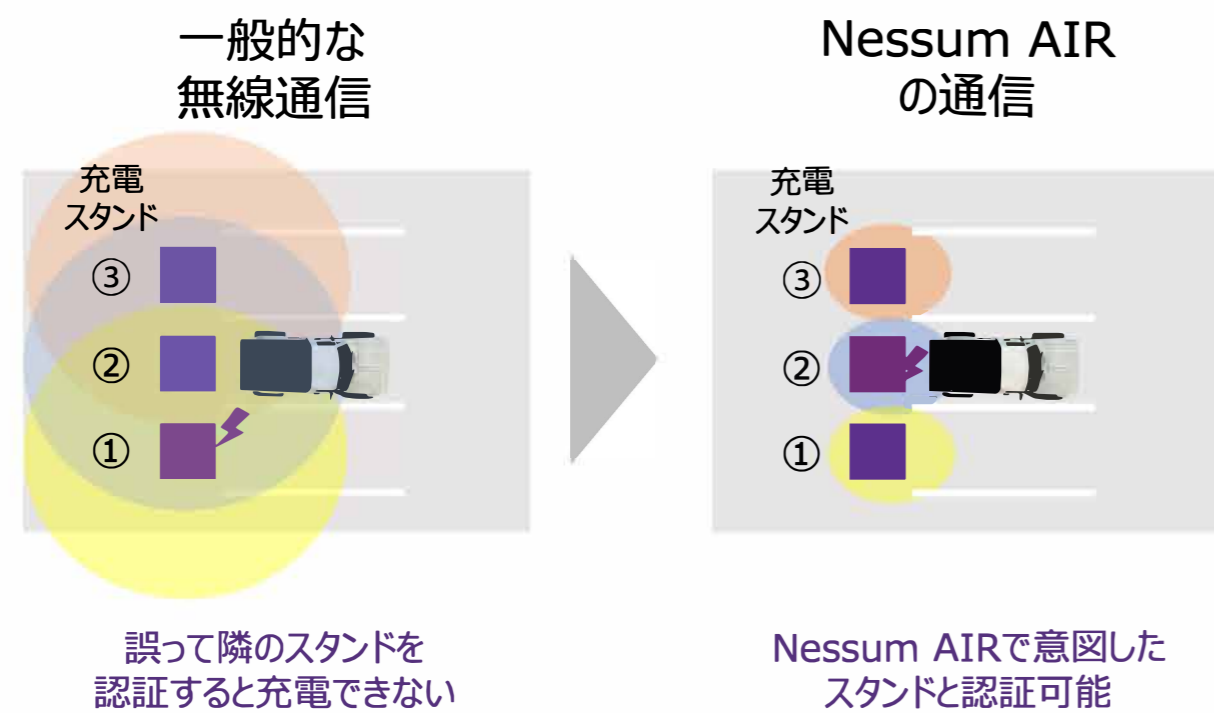 一般的な
無線通信
Nessum AIR
の通信
充電
スタンド
③
②
①
充電
スタンド
③
②
①
誤って隣のスタンドを
認証すると充電できない
Nessum AIRで意図した
スタンドと認証可能